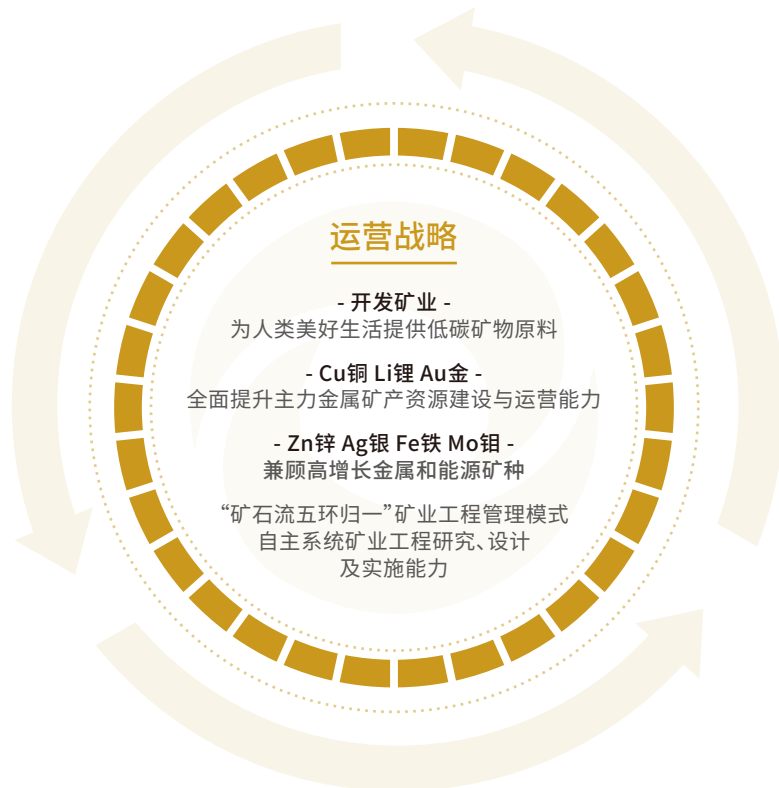 运营战略
- 开发矿业 -
为人类美好生活提供低碳矿物原料
- Cu铜 Li锂 Au金 -
全面提升主力金属矿产资源建设与运营能力
- Zn锌 Ag银 Fe铁 Mo钼 -
兼顾高增长金属和能源矿种
“矿石流五环归一”矿业工程管理模式
自主系统矿业工程研究、设计
及实施能力